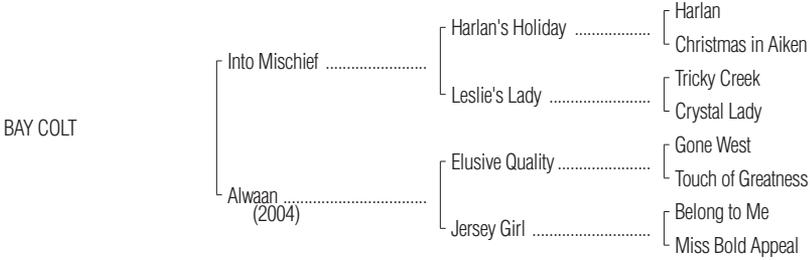 Harlan
Harlan's Holiday ..................
Christmas in Aiken
Into Mischief ........................
Tricky Creek
Leslie's Lady ........................
Crystal Lady
BAY COLT
Gone West
Elusive Quality ......................
Touch of Greatness
Alwaan ..................................
(2004)
Belong to Me
Jersey Girl ............................
Miss Bold Appeal